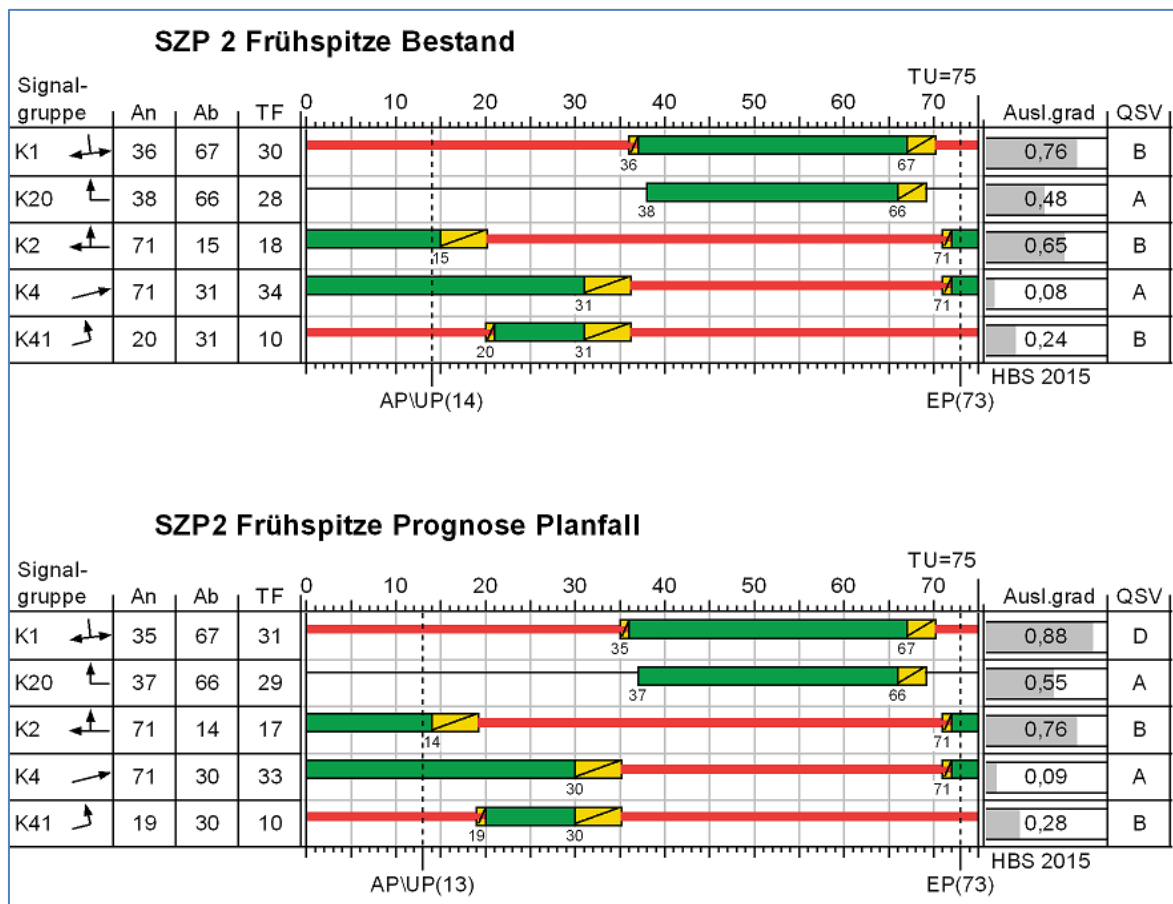 SZP 2 Frühspitze Bestand
TU=75
Signal-
gruppe An Ab TF 0 10 20 30 40 50 60 70 Ausl.grad QSV
K1 36 67 30 0,76 B
36 67
K20 38 66 28 0,48 A
38 66
K2 71 15 18 0,65 B
15 71
K4 71 31 34 0,08 A
31 71
K41 20 31 10 0,24 B
20 31
HBS 2015
AP\UP(14) EP(73)
SZP2 Frühspitze Prognose Planfall
TU=75
Signal-
gruppe An Ab TF 0 10 20 30 40 50 60 70 Ausl.grad QSV
K1 35 67 31 0,88 D
35 67
K20 37 66 29 0,55 A
37 66
K2 71 14 17 0,76 B
14 71
K4 71 30 33 0,09 A
30 71
K41 19 30 10 0,28 B
19 30
HBS 2015
AP\UP(13) EP(73)